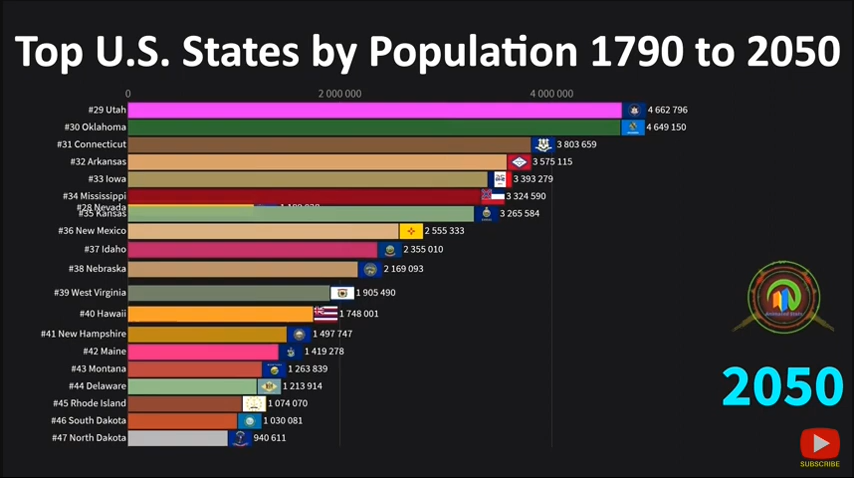 Top U.S. States by Population 1790 to 2050
0 2 000 000 4 000 000
#29 Utah 4 662 796
#30 Oklahoma 4 649 150
#31 Connecticut 3 803 659
#32 Arkansas 3 575 115
#33 Iowa 3 393 279
#34 Mississippi 3 324 590
#28 Nevada
#35 Kansas 3 265 584
#36 New Mexico 2 555 333
#37 Idaho 2 355 010
#38 Nebraska 2 169 093
#39 West Virginia 1 905 490
#40 Hawaii 1 748 001
#41 New Hampshire 1 497 747
#42 Maine 1 419 278
#43 Montana 1 263 839
#44 Delaware 1 213 914
#45 Rhode Island 1 074 070
#46 South Dakota 1 030 081
#47 North Dakota 940 611
2050
SUBSCRIBE